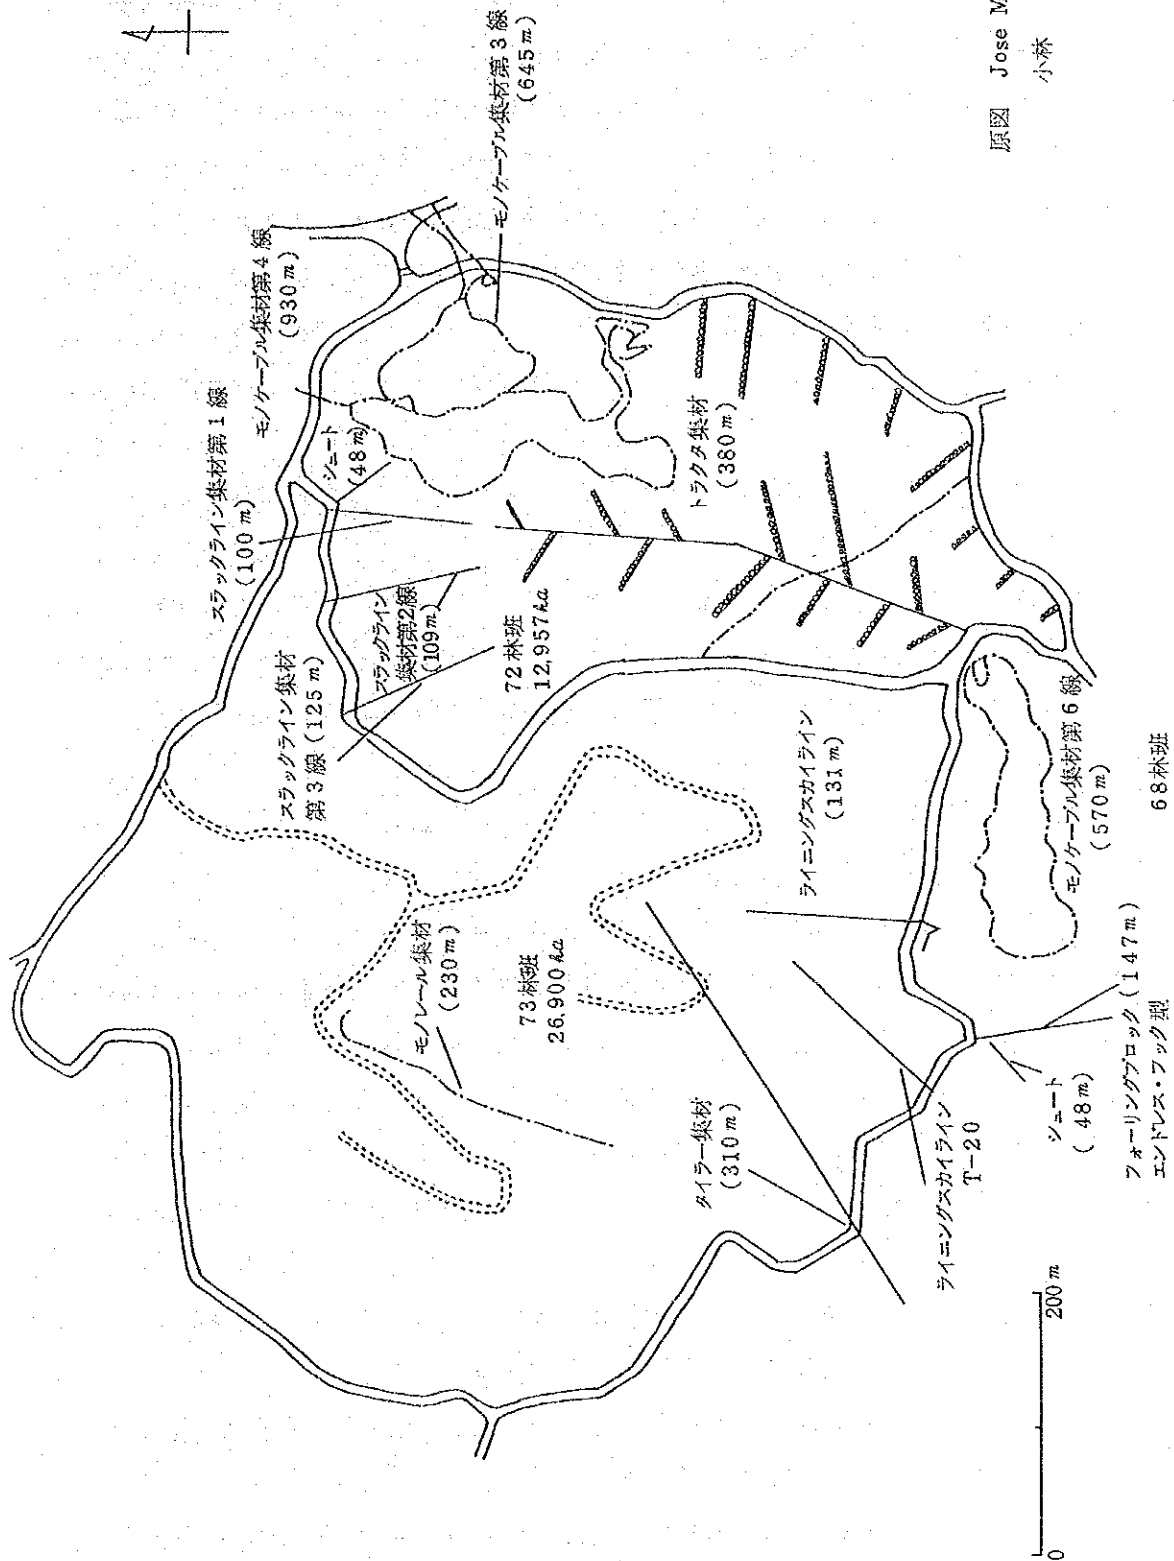 モノケーブル集材第3線
(645m)
モノケーブル集材第4線
(930m)
スラックライン集材第1線
(100m)
シュート
(48m)
スラックライン集材
第3線(125m)
スラックライン
集材第2線
(109m)
72林班
12,957ha
トラクタ集材
(380m)
モノレール集材
(230m)
73林班
26.900ha
ライニングスカイライン
(131m)
タイラー集材
(310m)
ライニングスカイライン
T-20
モノケーブル集材第6線
(570m)
シュート
(48m)
フォーリングブロック(147m)
エンドレス・フック型
68林班
原図 Jose M
小林
0
200m